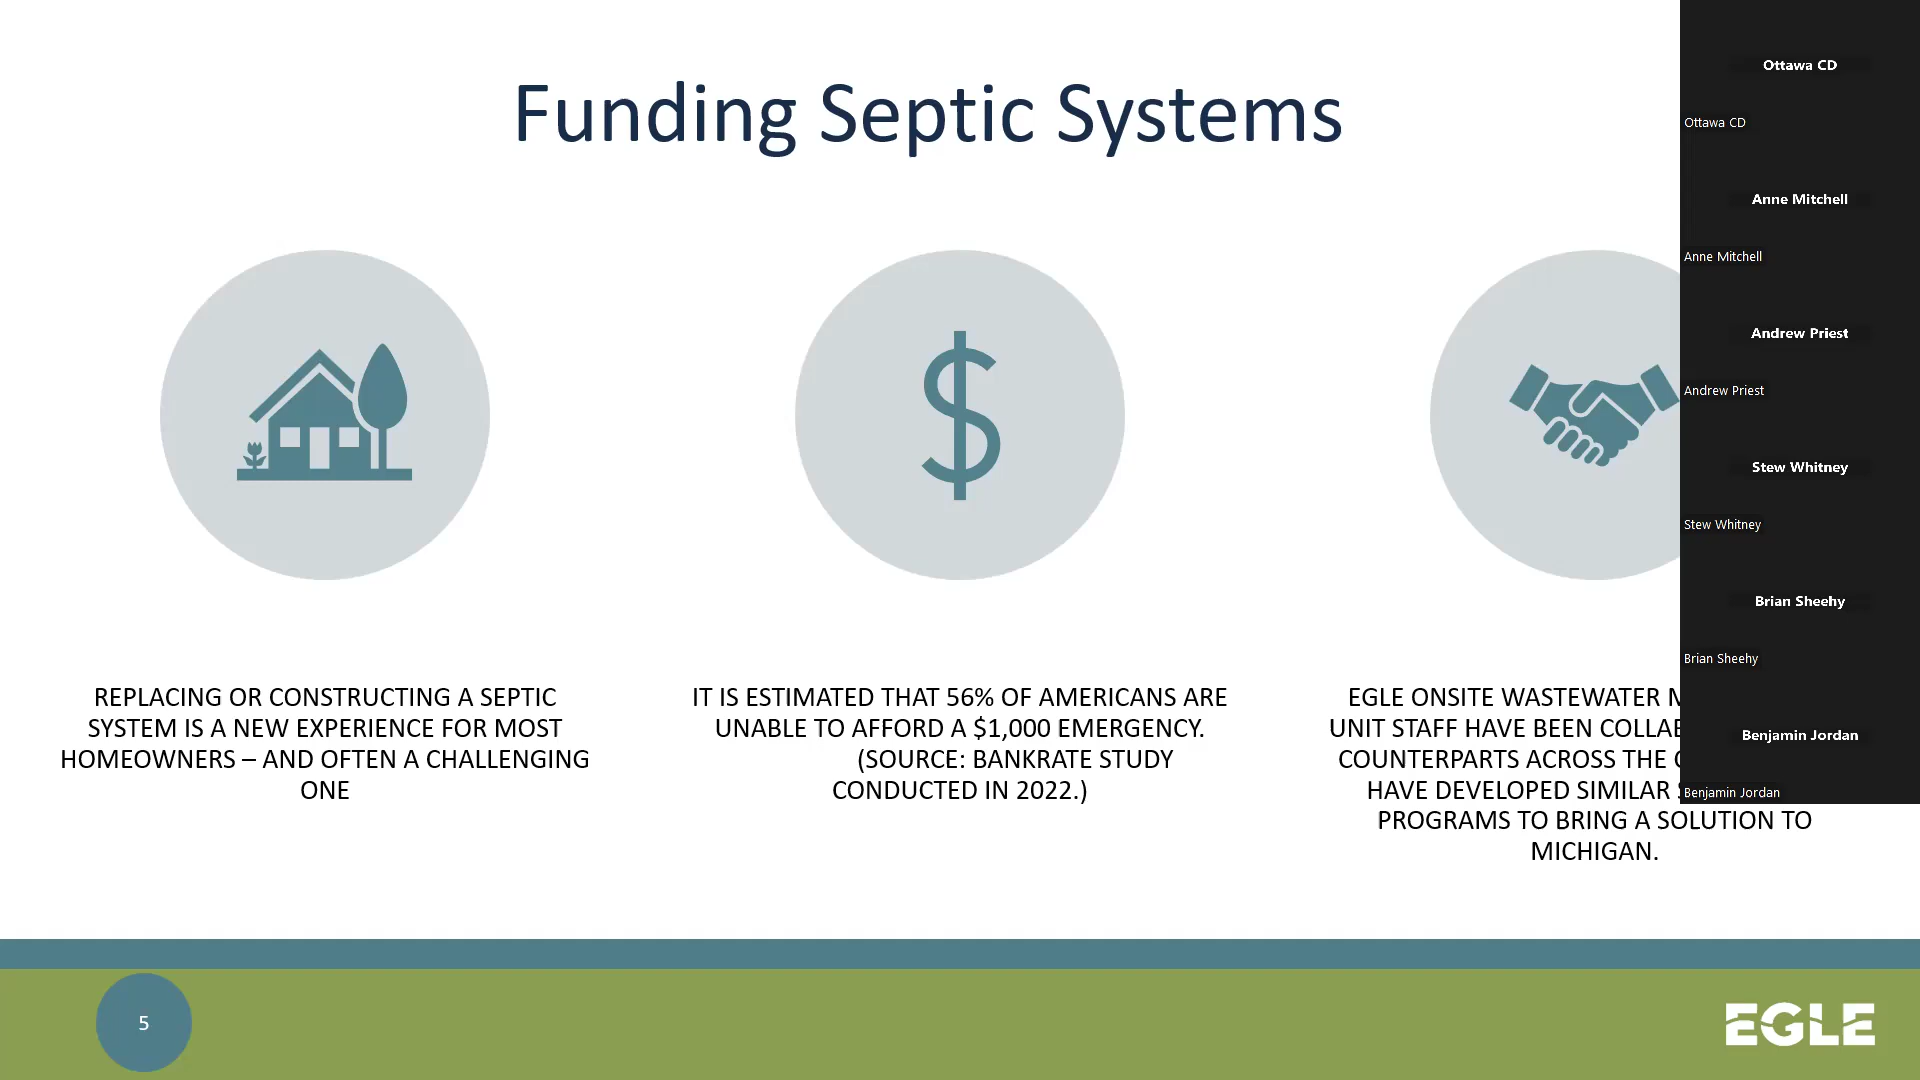 Funding Septic Systems
REPLACING OR CONSTRUCTING A SEPTIC
SYSTEM IS A NEW EXPERIENCE FOR MOST
HOMEOWNERS – AND OFTEN A CHALLENGING
ONE
IT IS ESTIMATED THAT 56% OF AMERICANS ARE
UNABLE TO AFFORD A $1,000 EMERGENCY.
(SOURCE: BANKRATE STUDY
CONDUCTED IN 2022.)
EGLE ONSITE WASTEWATER
UNIT STAFF HAVE BEEN
COUNTERPARTS ACROSS THE
HAVE DEVELOPED SIMILAR
PROGRAMS TO BRING A SOLUTION TO
MICHIGAN.
5
EGLE
Ottawa CD
Ottawa CD
Anne Mitchell
Anne Mitchell
Andrew Priest
Andrew Priest
Stew Whitney
Stew Whitney
Brian Sheehy
Brian Sheehy
Benjamin Jordan
Benjamin Jordan